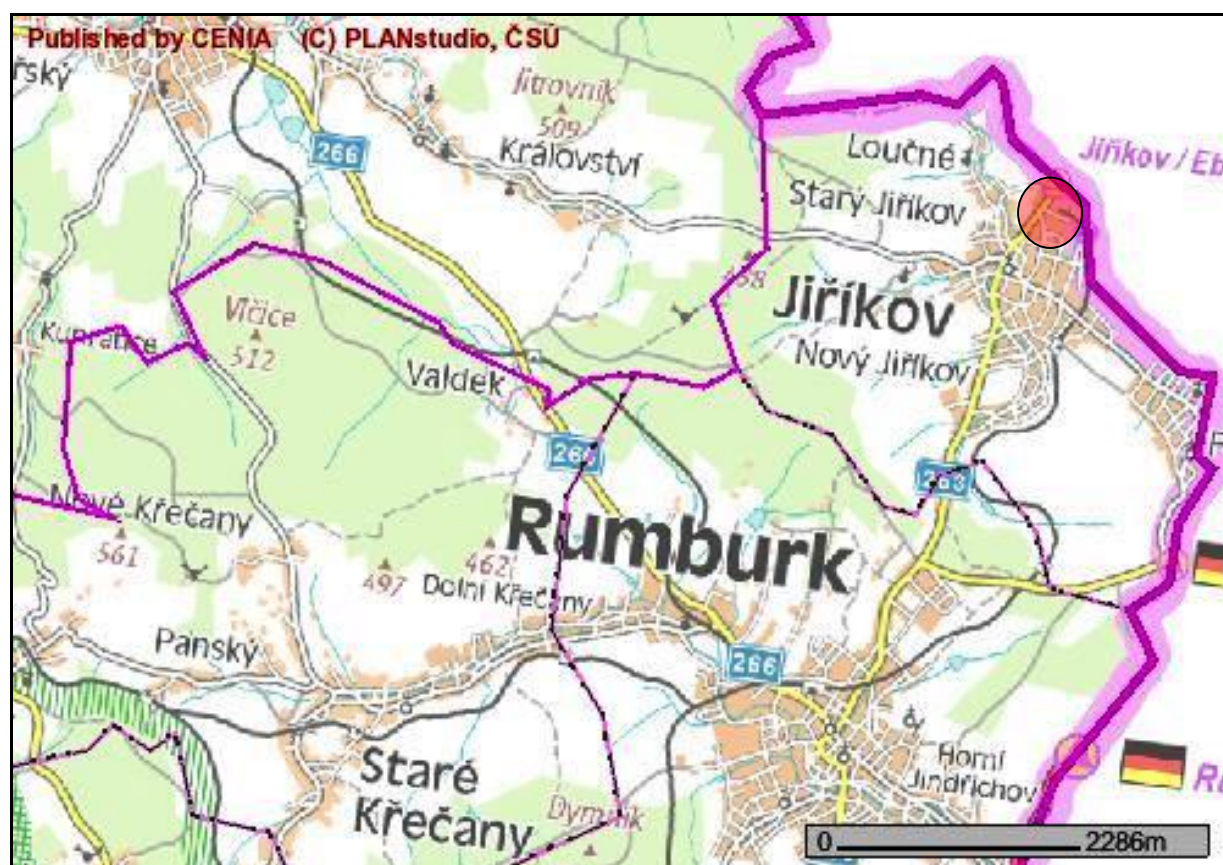 Published by CENIA (C) PLANstudio, ČSÚ
řský
Jitrovník
509
266
Království
Loučné
Jiříkov / Eb
Starý Jiříkov
Jiříkov
Vlčice
512
Valdek
Nový Jiříkov
263
Nové Křečany
561
Rumburk
462
497
Dolní Křečany
Panský
266
Staré
Křečany
Horní
Jindřichov
Dymník
0 2286m